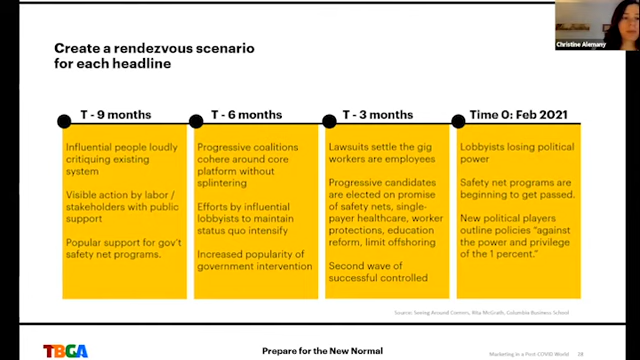 Christine Alemany
Create a rendezvous scenario
for each headline
T - 9 months
T - 6 months
T - 3 months
Time 0: Feb 2021
Influential people loudly
critiquing existing
system
Visible action by labor/
stakeholders with public
support
Popular support for gov't
safety net programs.
Progressive coalitions
cohere around core
platform without
splintering
Efforts by influential
lobbyists to maintain
status quo intensify
Increased popularity of
government intervention
Lawsuits settle the gig
workers are employees
Progressive candidates
are elected on promise
of safety nets, single-
payer healthcare, worker
protections, education
reform, limit offshoring
Second wave of
successful controlled
Lobbyists losing political
power
Safety net programs are
beginning to get passed.
New political players
outline policies "against
the power and privilege
of the 1 percent."
Source: Seeing Around Corners, Rita McGrath, Columbia Business School
TBGA
Prepare for the New Normal
Marketing in a Post-COVID World
28